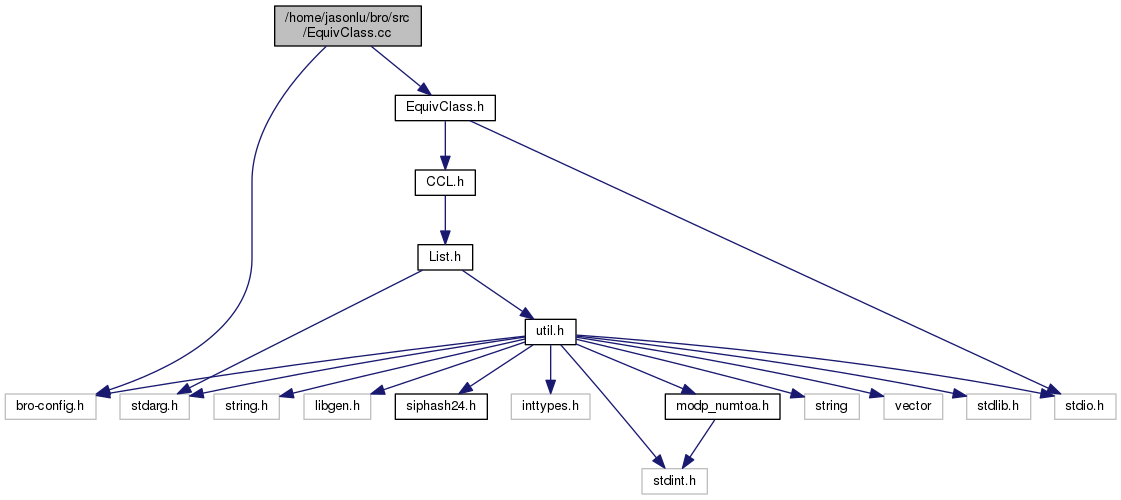 /home/jasonlu/bro/src
/EquivClass.cc
EquivClass.h
CCL.h
List.h
util.h
bro-config.h
stdarg.h
string.h
libgen.h
siphash24.h
inttypes.h
modp_numtoa.h
string
vector
stdlib.h
stdio.h
stdint.h